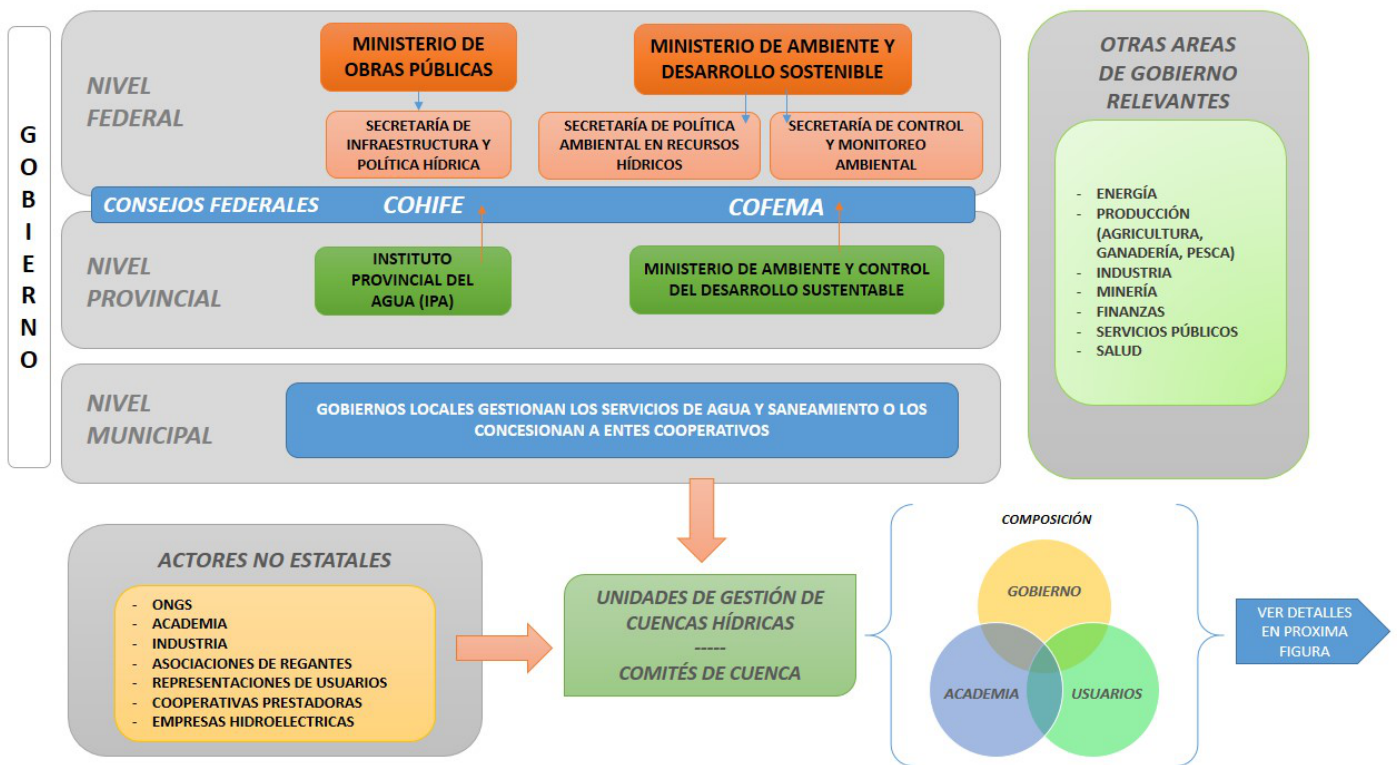 GOBIERNO
NIVEL
FEDERAL
MINISTERIO DE
OBRAS PÚBLICAS
MINISTERIO DE AMBIENTE Y
DESARROLLO SOSTENIBLE
SECRETARÍA DE
INFRAESTRUCTURA Y
POLÍTICA HÍDRICA
SECRETARÍA DE POLÍTICA
AMBIENTAL EN RECURSOS
HÍDRICOS
SECRETARÍA DE CONTROL
Y MONITOREO
AMBIENTAL
CONSEJOS FEDERALES
COHIFE
COFEMA
NIVEL
PROVINCIAL
INSTITUTO
PROVINCIAL DEL
AGUA (IPA)
MINISTERIO DE AMBIENTE Y CONTROL
DEL DESARROLLO SUSTENTABLE
NIVEL
MUNICIPAL
GOBIERNOS LOCALES GESTIONAN LOS SERVICIOS DE AGUA Y SANEAMIENTO O LOS
CONCESIONAN A ENTES COOPERATIVOS
OTRAS AREAS
DE GOBIERNO
RELEVANTES
- ENERGÍA
- PRODUCCIÓN
(AGRICULTURA,
GANADERÍA, PESCA)
- INDUSTRIA
- MINERÍA
- FINANZAS
- SERVICIOS PÚBLICOS
- SALUD
ACTORES NO ESTATALES
- ONGS
- ACADEMIA
- INDUSTRIA
- ASOCIACIONES DE REGANTES
- REPRESENTACIONES DE USUARIOS
- COOPERATIVAS PRESTADORAS
- EMPRESAS HIDROELECTRICAS
UNIDADES DE GESTIÓN DE
CUENCAS HÍDRICAS
-----
COMITÉS DE CUENCA
COMPOSICIÓN
GOBIERNO
ACADEMIA
USUARIOS
VER DETALLES
EN PROXIMA
FIGURA